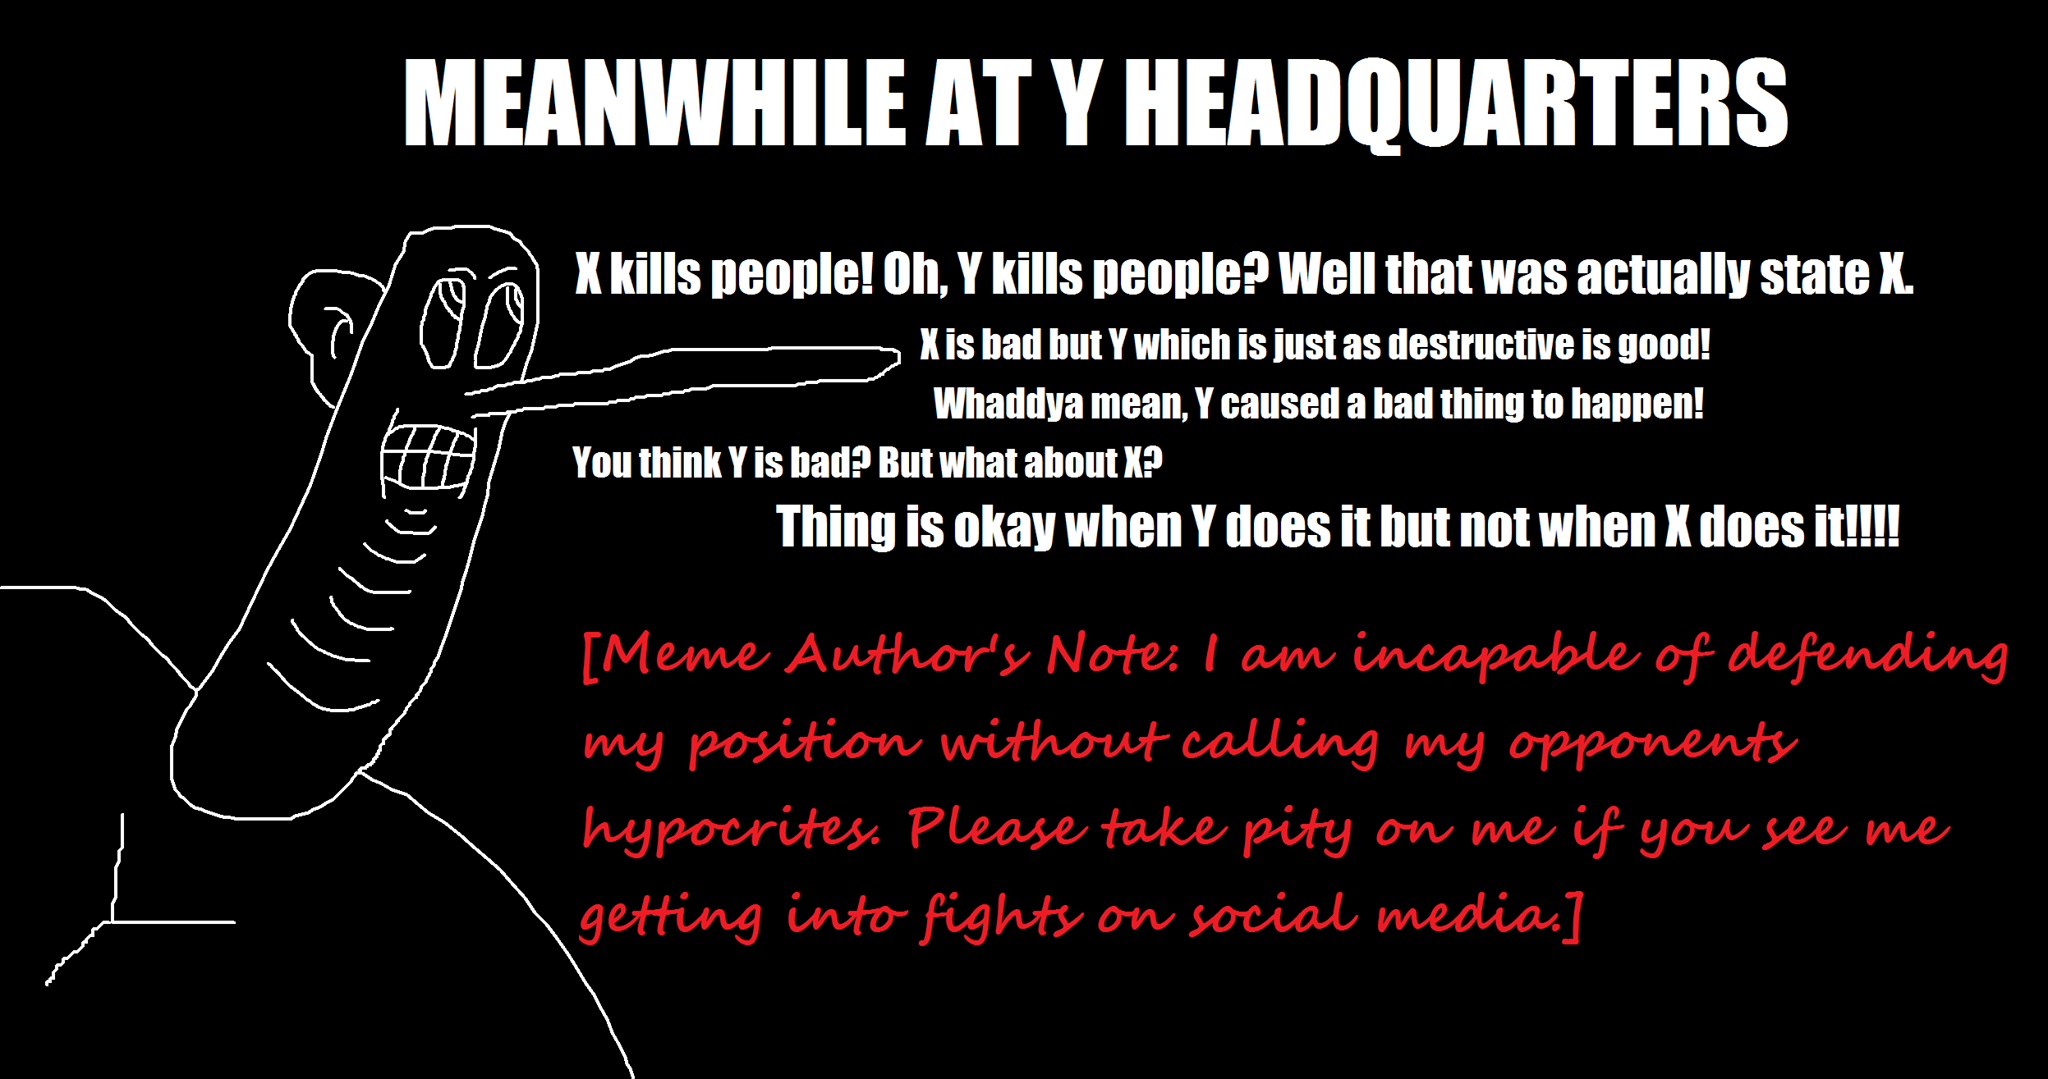 MEANWHILE AT Y HEADQUARTERS
X kills people! Oh, Y kills people? Well that was actually state X.
X is bad but Y which is just as destructive is good!
Whaddya mean, Y caused a bad thing to happen!
You think Y is bad? But what about X?
Thing is okay when Y does it but not when X does it!!!!
[Meme Author's Note: I am incapable of defending
my position without calling my opponents
hypocrites. Please take pity on me if you see me
getting into fights on social media.]